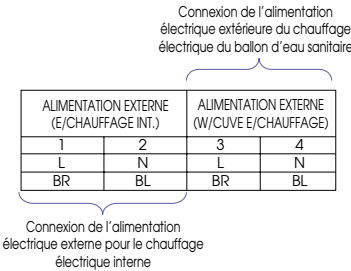 Connexion de l'alimentation
électrique extérieure du chauffage
électrique du ballon d'eau sanitaire
ALIMENTATION EXTERNE
(E/CHAUFFAGE INT.)
ALIMENTATION EXTERNE
(W/CUVE E/CHAUFFAGE)
1 2 3 4
L N L N
BR BL BR BL
Connexion de l'alimentation
électrique externe pour le chauffage
électrique interne